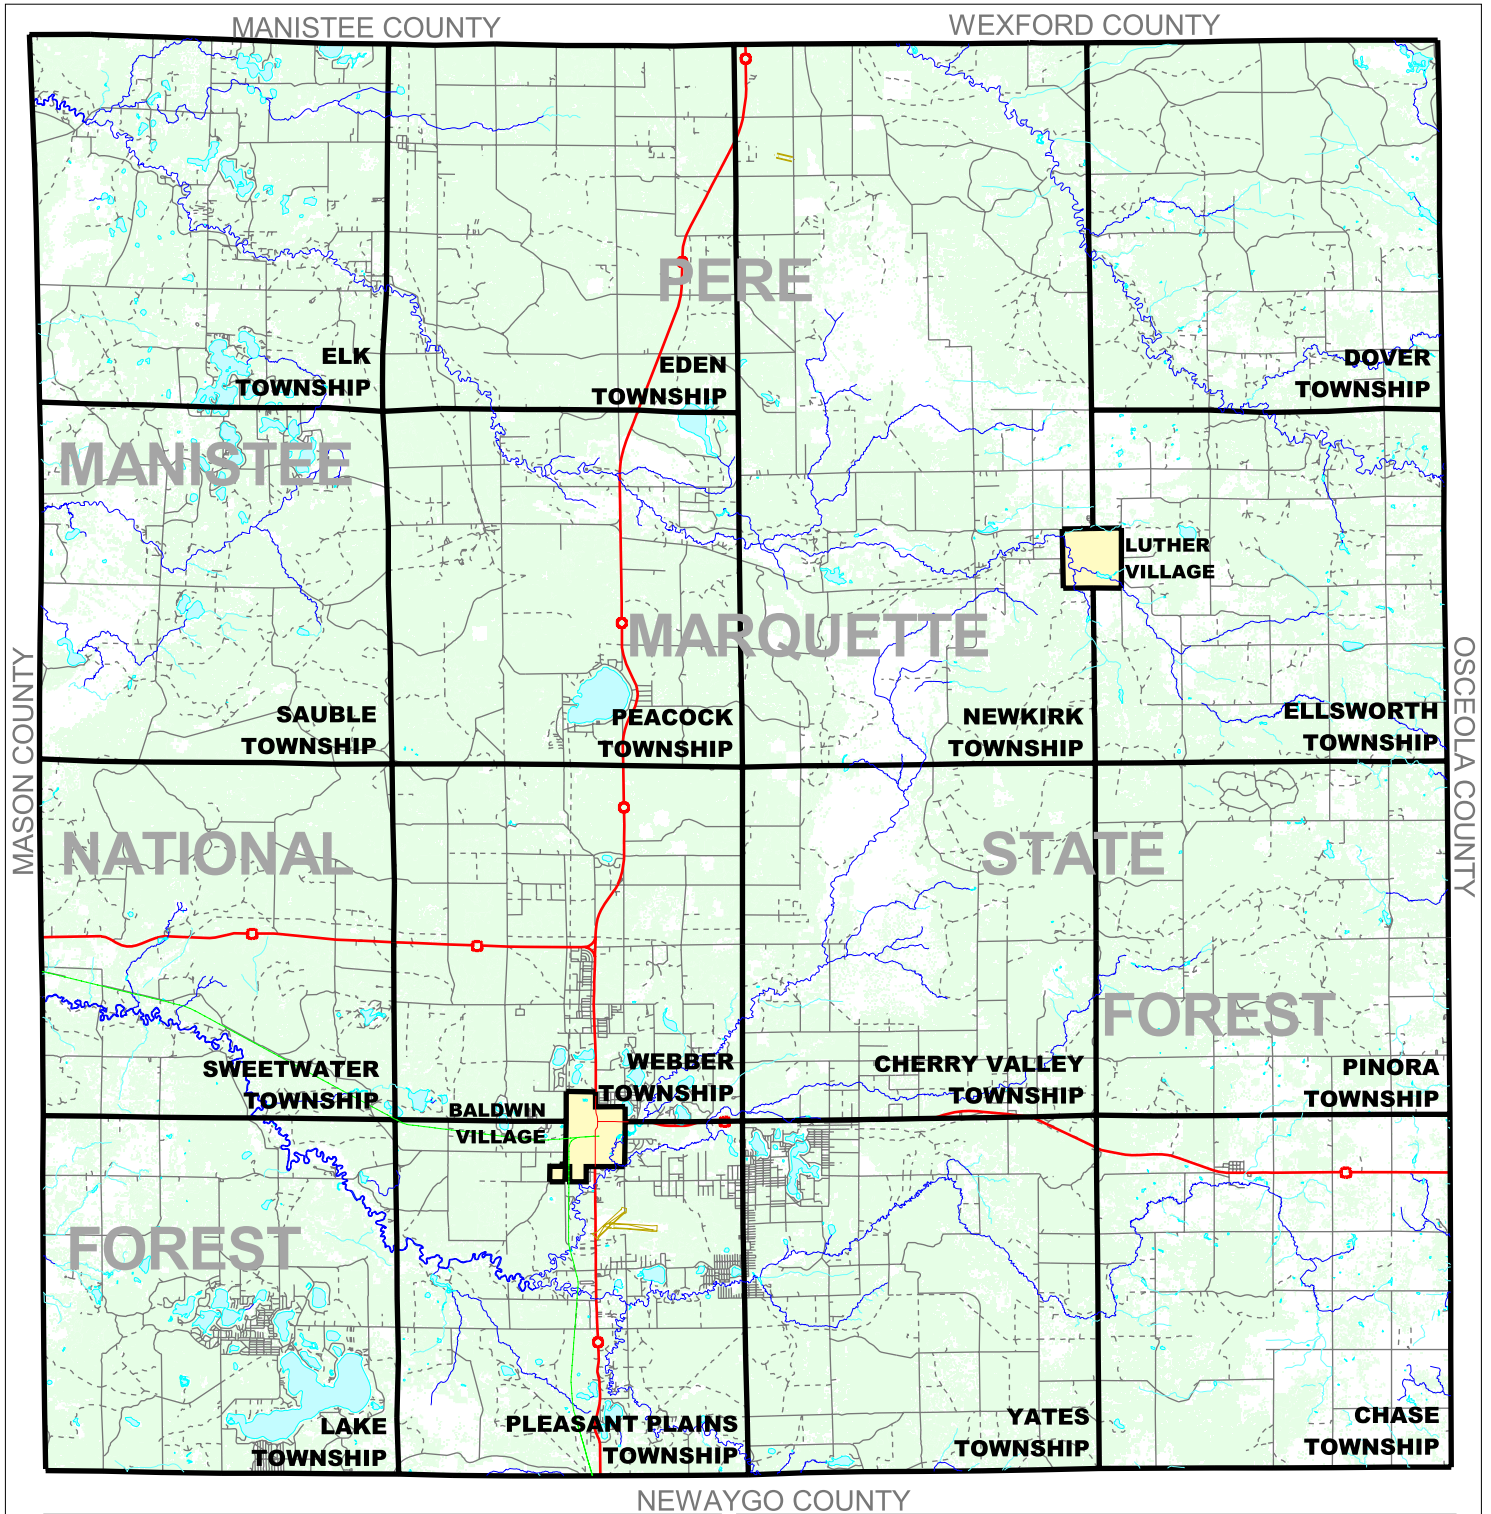 MANISTEE COUNTY
WEXFORD COUNTY
PERE
ELK
TOWNSHIP
EDEN
TOWNSHIP
DOVER
TOWNSHIP
MANISTEE
LUTHER
VILLAGE
MARQUETTE
MASON COUNTY
OSCEOLA COUNTY
SAUBLE
TOWNSHIP
PEACOCK
TOWNSHIP
NEWKIRK
TOWNSHIP
ELLSWORTH
TOWNSHIP
NATIONAL
STATE
FOREST
SWEETWATER
TOWNSHIP
WEBBER
TOWNSHIP
CHERRY VALLEY
TOWNSHIP
PINORA
TOWNSHIP
BALDWIN
VILLAGE
FOREST
LAKE
TOWNSHIP
PLEASANT PLAINS
TOWNSHIP
YATES
TOWNSHIP
CHASE
TOWNSHIP
NEWAYGO COUNTY